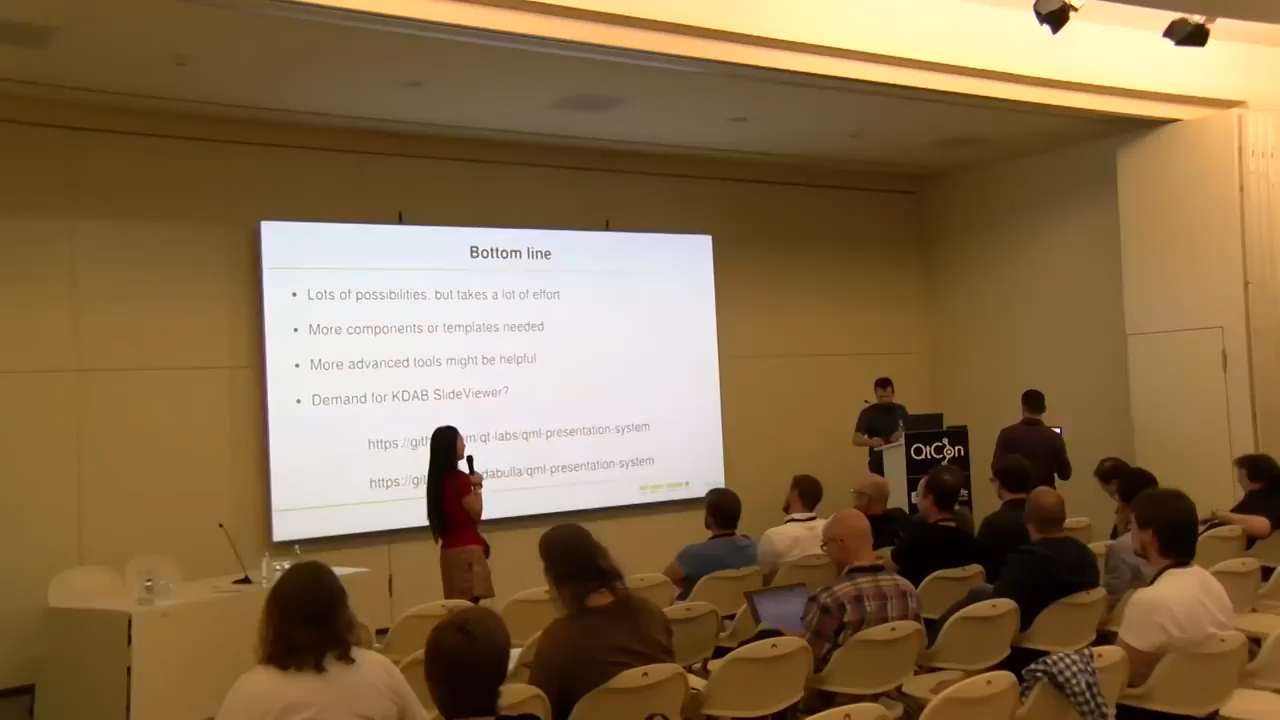 Bottom line
• Lots of possibilities, but takes a lot of effort
• More components or templates needed
• More advanced tools might be helpful
• Demand for KDAB SlideViewer?
https://gith m/qt-labs/qml-presentation-system
https://git dabulla/qml-presentation-system
QtCon